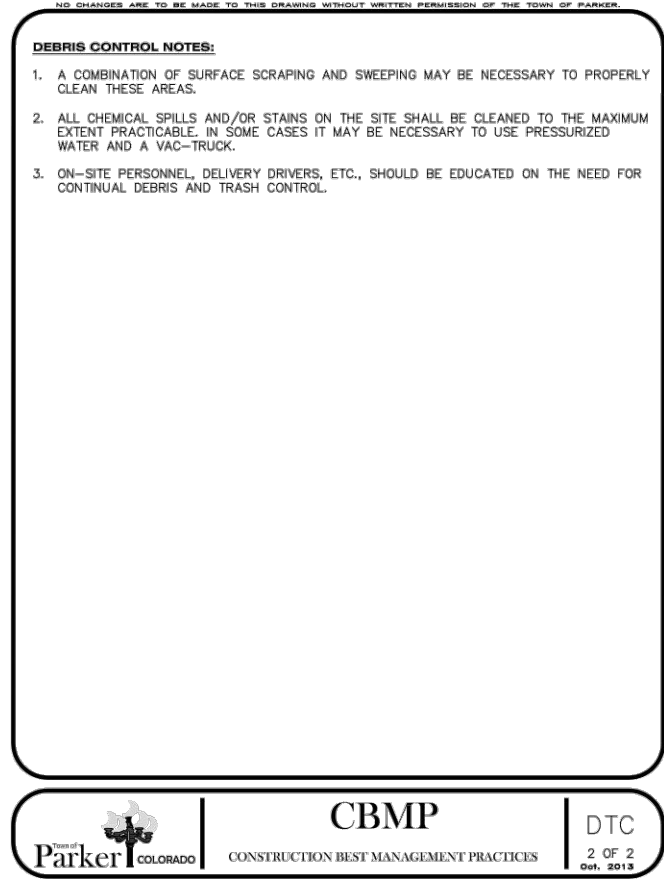 NO CHANGES ARE TO BE MADE TO THIS DRAWING WITHOUT WRITTEN PERMISSION OF THE TOWN OF PARKER.
DEBRIS CONTROL NOTES:
1. A COMBINATION OF SURFACE SCRAPING AND SWEEPING MAY BE NECESSARY TO PROPERLY
CLEAN THESE AREAS.
2. ALL CHEMICAL SPILLS AND/OR STAINS ON THE SITE SHALL BE CLEANED TO THE MAXIMUM
EXTENT PRACTICABLE. IN SOME CASES IT MAY BE NECESSARY TO USE PRESSURIZED
WATER AND A VAC-TRUCK.
3. ON-SITE PERSONNEL, DELIVERY DRIVERS, ETC., SHOULD BE EDUCATED ON THE NEED FOR
CONTINUAL DEBRIS AND TRASH CONTROL.
Town of
Parker COLORADO
CBMP
CONSTRUCTION BEST MANAGEMENT PRACTICES
DTC
2 OF 2
Oct. 2013